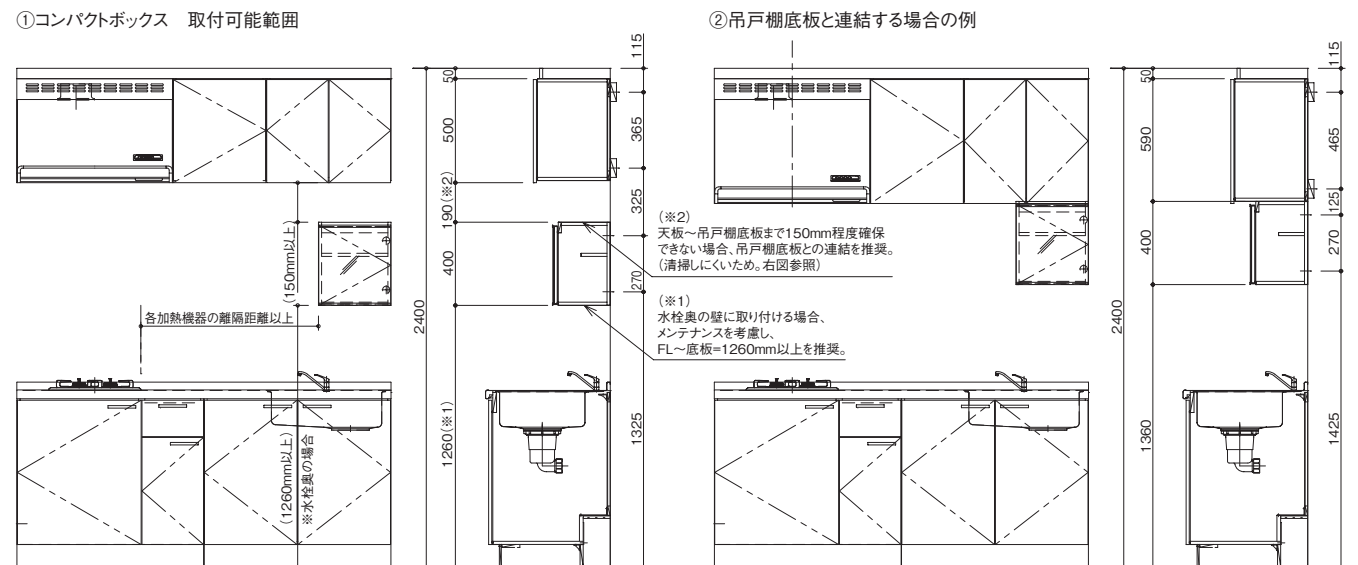 ①コンパクトボックス　取付可能範囲
50
500
190(※2)
400
1260(※1)
2400
115
365
325
270
1325
(150mm以上)
各加熱機器の離隔距離以上
(1260mm以上)
※水栓奥の場合
(※2)
天板～吊戸棚底板まで150mm程度確保
できない場合、吊戸棚底板との連結を推奨。
(清掃しにくいため。右図参照)
(※1)
水栓奥の壁に取り付ける場合、
メンテナンスを考慮し、
FL～底板=1260mm以上を推奨。
②吊戸棚底板と連結する場合の例
50
590
400
1360
2400
115
465
125
270
1425